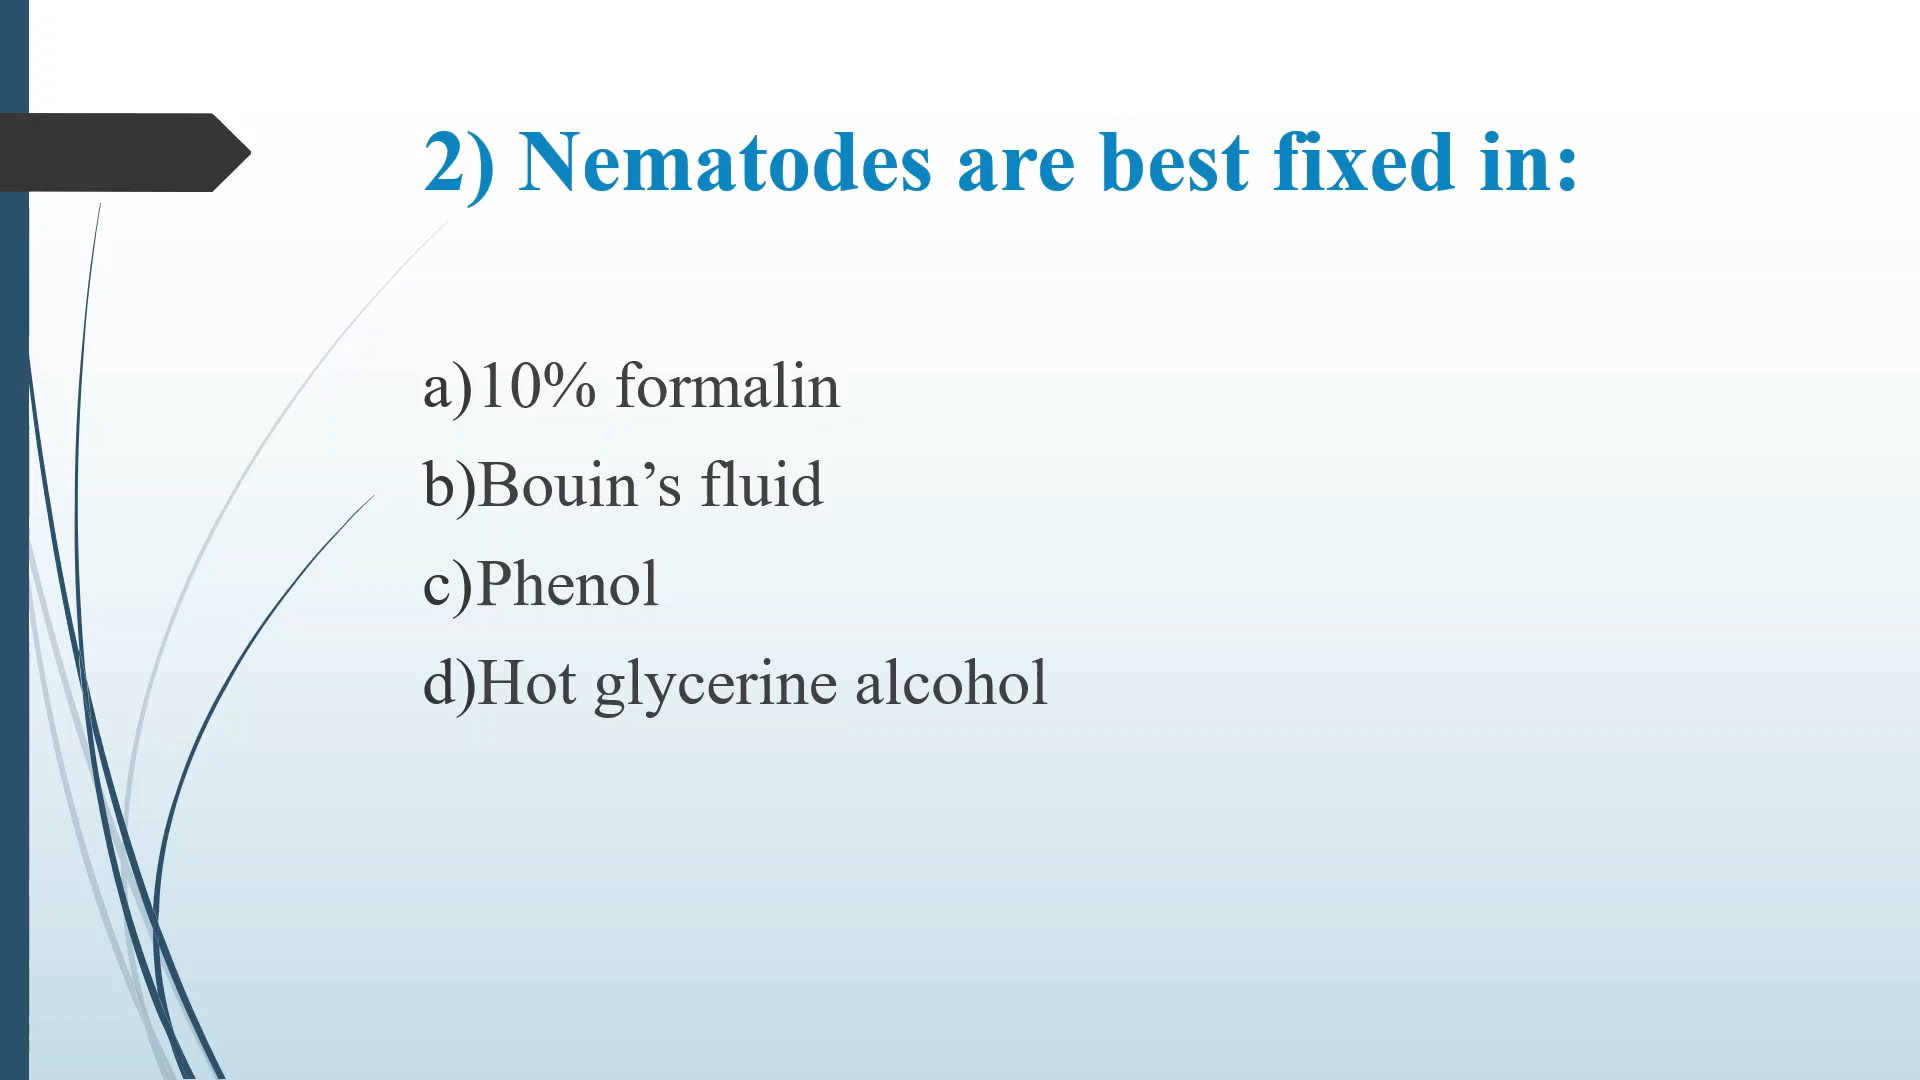 2) Nematodes are best fixed in:
a)10% formalin
b)Bouin’s fluid
c)Phenol
d)Hot glycerine alcohol